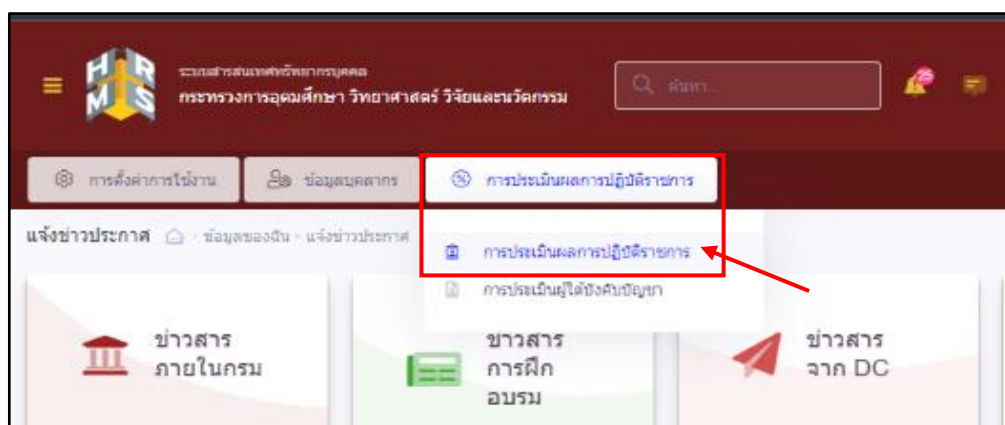 HR
MS
ระบบสารสนเทศทรัพยากรบุคคล
กระทรวงการอุดมศึกษา วิทยาศาสตร์ วิจัยและนวัตกรรม
ค้นหา...
25
การตั้งค่าการใช้งาน
ข้อมูลบุคลากร
การประเมินผลการปฏิบัติราชการ
แจ้งข่าวประกาศ - ข้อมูลของฉัน - แจ้งข่าวประกาศ
การประเมินผลการปฏิบัติราชการ
การประเมินผู้ใต้บังคับบัญชา
ข่าวสาร
ภายในกรม
ข่าวสาร
การฝึก
อบรม
ข่าวสาร
จาก DC